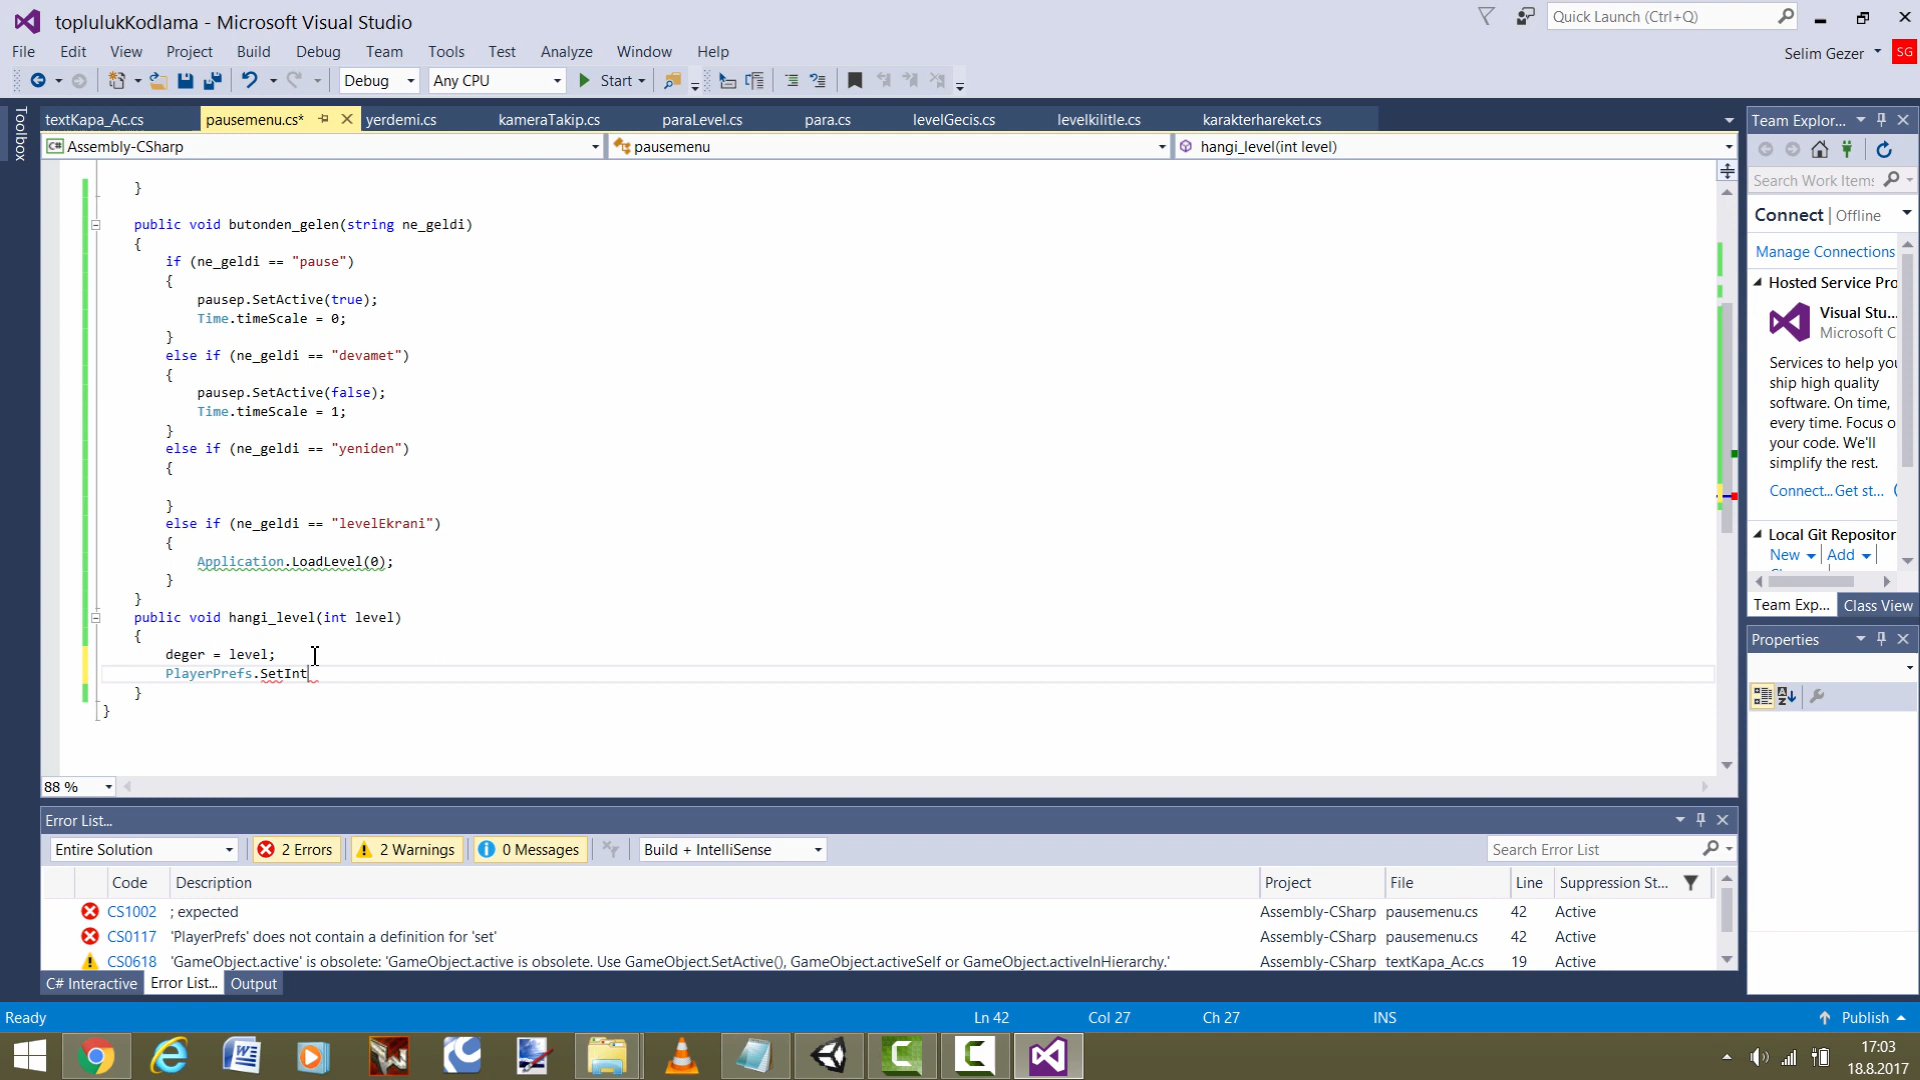 toplulukKodlama - Microsoft Visual Studio
Quick Launch (Ctrl+Q)
File Edit View Project Build Debug Team Tools Test Analyze Window Help
Selim Gezer SG
Debug Any CPU Start
Toolbox
textKapa_Ac.cs pausemenu.cs* yerdemi.cs kameraTakip.cs paraLevel.cs para.cs levelGecis.cs levelkilitle.cs karakterhareket.cs
C# Assembly-CSharp pausemenu hangi_level(int level)
}
public void butonden_gelen(string ne_geldi)
{
if (ne_geldi == "pause")
{
pausep.SetActive(true);
Time.timeScale = 0;
}
else if (ne_geldi == "devamet")
{
pausep.SetActive(false);
Time.timeScale = 1;
}
else if (ne_geldi == "yeniden")
{
}
else if (ne_geldi == "levelEkrani")
{
Application.LoadLevel(0);
}
}
public void hangi_level(int level)
{
deger = level;
PlayerPrefs.SetInt
}
}
88 %
Team Explor...
Search Work Items
Connect | Offline
Manage Connections
Hosted Service Pro
Visual Stu...
Microsoft C
Services to help you
ship high quality
software. On time,
every time. Focus o
your code. We'll
simplify the rest.
Connect... Get st...
Local Git Repositor
New Add
Team Exp... Class View
Properties
Error List...
Entire Solution 2 Errors 2 Warnings 0 Messages Build + IntelliSense Search Error List
Code Description Project File Line Suppression St...
CS1002 ; expected Assembly-CSharp pausemenu.cs 42 Active
CS0117 'PlayerPrefs' does not contain a definition for 'set' Assembly-CSharp pausemenu.cs 42 Active
CS0618 'GameObject.active' is obsolete: 'GameObject.active is obsolete. Use GameObject.SetActive(), GameObject.activeSelf or GameObject.activeInHierarchy.' Assembly-CSharp textKapa_Ac.cs 19 Active
C# Interactive Error List... Output
Ready Ln 42 Col 27 Ch 27 INS Publish
17:03
18.8.2017